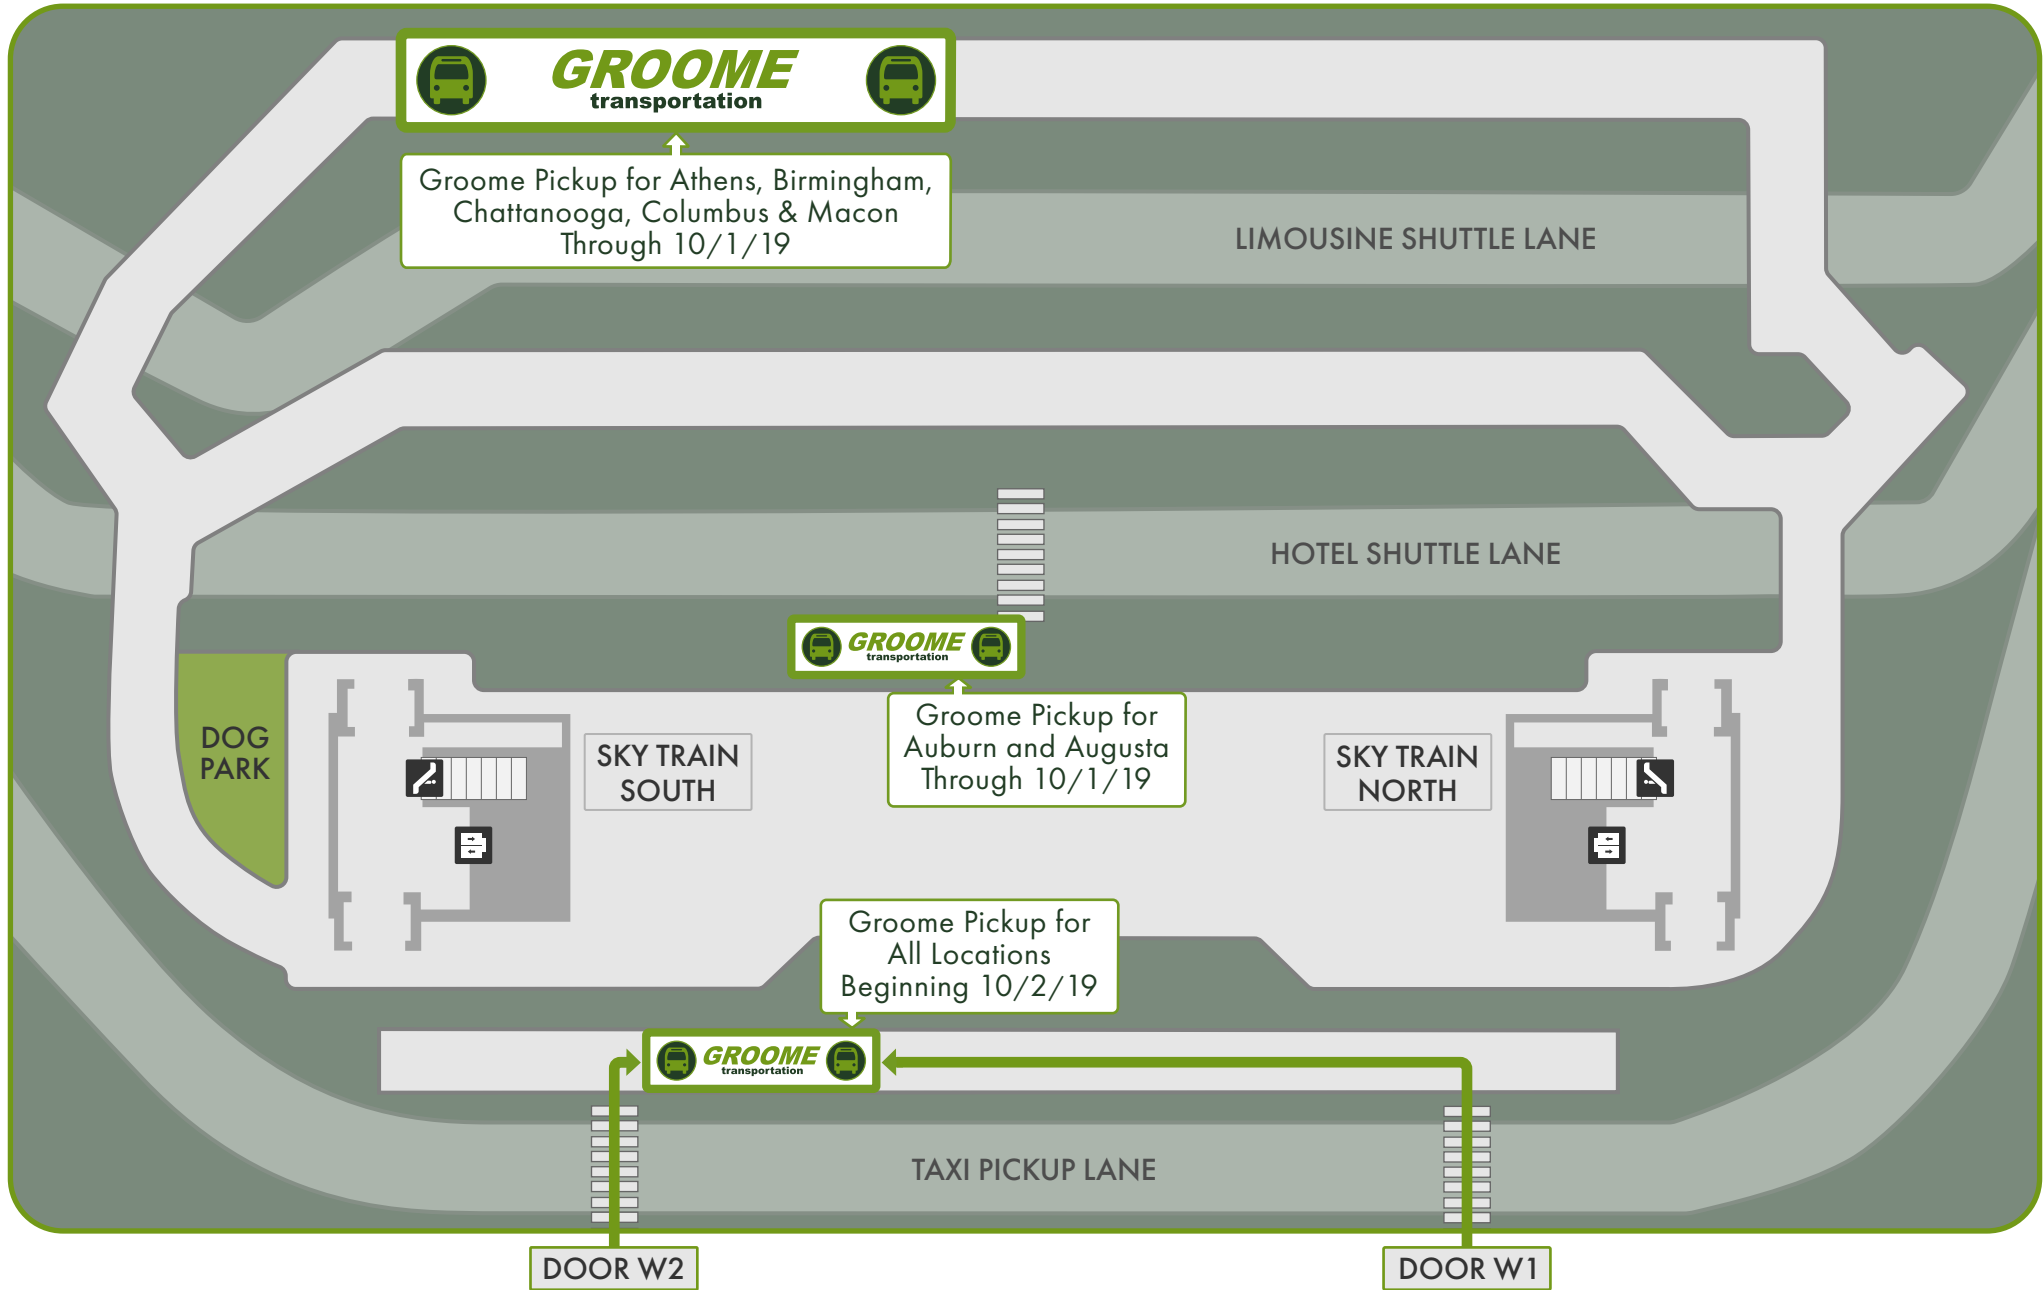 GROOME
transportation
Groome Pickup for Athens, Birmingham,
Chattanooga, Columbus & Macon
Through 10/1/19
LIMOUSINE SHUTTLE LANE
HOTEL SHUTTLE LANE
GROOME
transportation
Groome Pickup for
Auburn and Augusta
Through 10/1/19
DOG
PARK
SKY TRAIN
SOUTH
SKY TRAIN
NORTH
Groome Pickup for
All Locations
Beginning 10/2/19
GROOME
transportation
TAXI PICKUP LANE
DOOR W2
DOOR W1